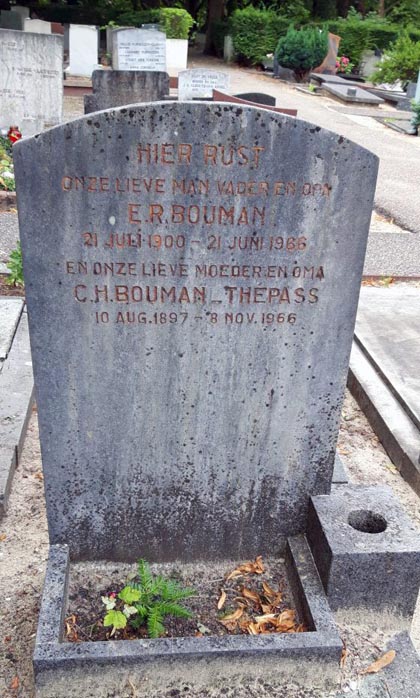 HIER RUST
ONZE LIEVE MAN VADER EN OPA
E.R. BOUMAN
21 JULI 1900 - 21 JUNI 1966
EN ONZE LIEVE MOEDER EN OMA
C.H. BOUMAN - THEPASS
10 AUG. 1897 - 8 NOV. 1966